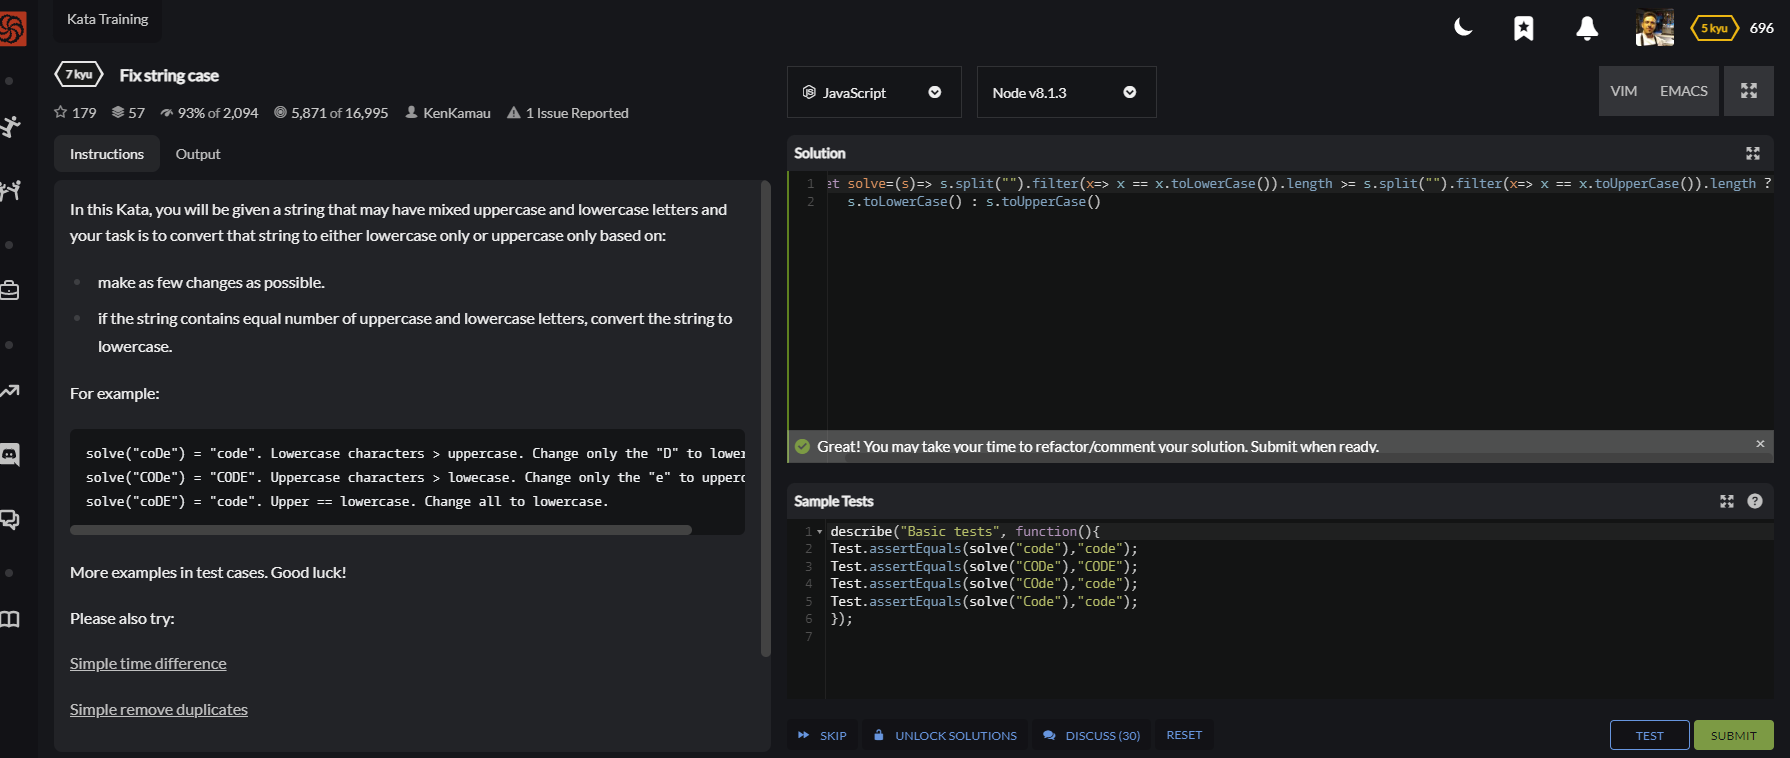 Kata Training
5 kyu 696
7 kyu Fix string case
179 57 93% of 2,094 5,871 of 16,995 KenKamau 1 Issue Reported
Instructions Output
In this Kata, you will be given a string that may have mixed uppercase and lowercase letters and
your task is to convert that string to either lowercase only or uppercase only based on:
make as few changes as possible.
if the string contains equal number of uppercase and lowercase letters, convert the string to
lowercase.
For example:
solve("coDe") = "code". Lowercase characters > uppercase. Change only the "D" to lower
solve("CODe") = "CODE". Uppercase characters > lowecase. Change only the "e" to upperc
solve("coDE") = "code". Upper == lowercase. Change all to lowercase.
More examples in test cases. Good luck!
Please also try:
Simple time difference
Simple remove duplicates
JavaScript Node v8.1.3 VIM EMACS
Solution
1 et solve=(s)=> s.split("").filter(x=> x == x.toLowerCase()).length >= s.split("").filter(x=> x == x.toUpperCase()).length ?
2 s.toLowerCase() : s.toUpperCase()
Great! You may take your time to refactor/comment your solution. Submit when ready.
Sample Tests
1 describe("Basic tests", function(){
2 Test.assertEquals(solve("code"),"code");
3 Test.assertEquals(solve("CODe"),"CODE");
4 Test.assertEquals(solve("COde"),"code");
5 Test.assertEquals(solve("Code"),"code");
6 });
7
SKIP UNLOCK SOLUTIONS DISCUSS (30) RESET TEST SUBMIT